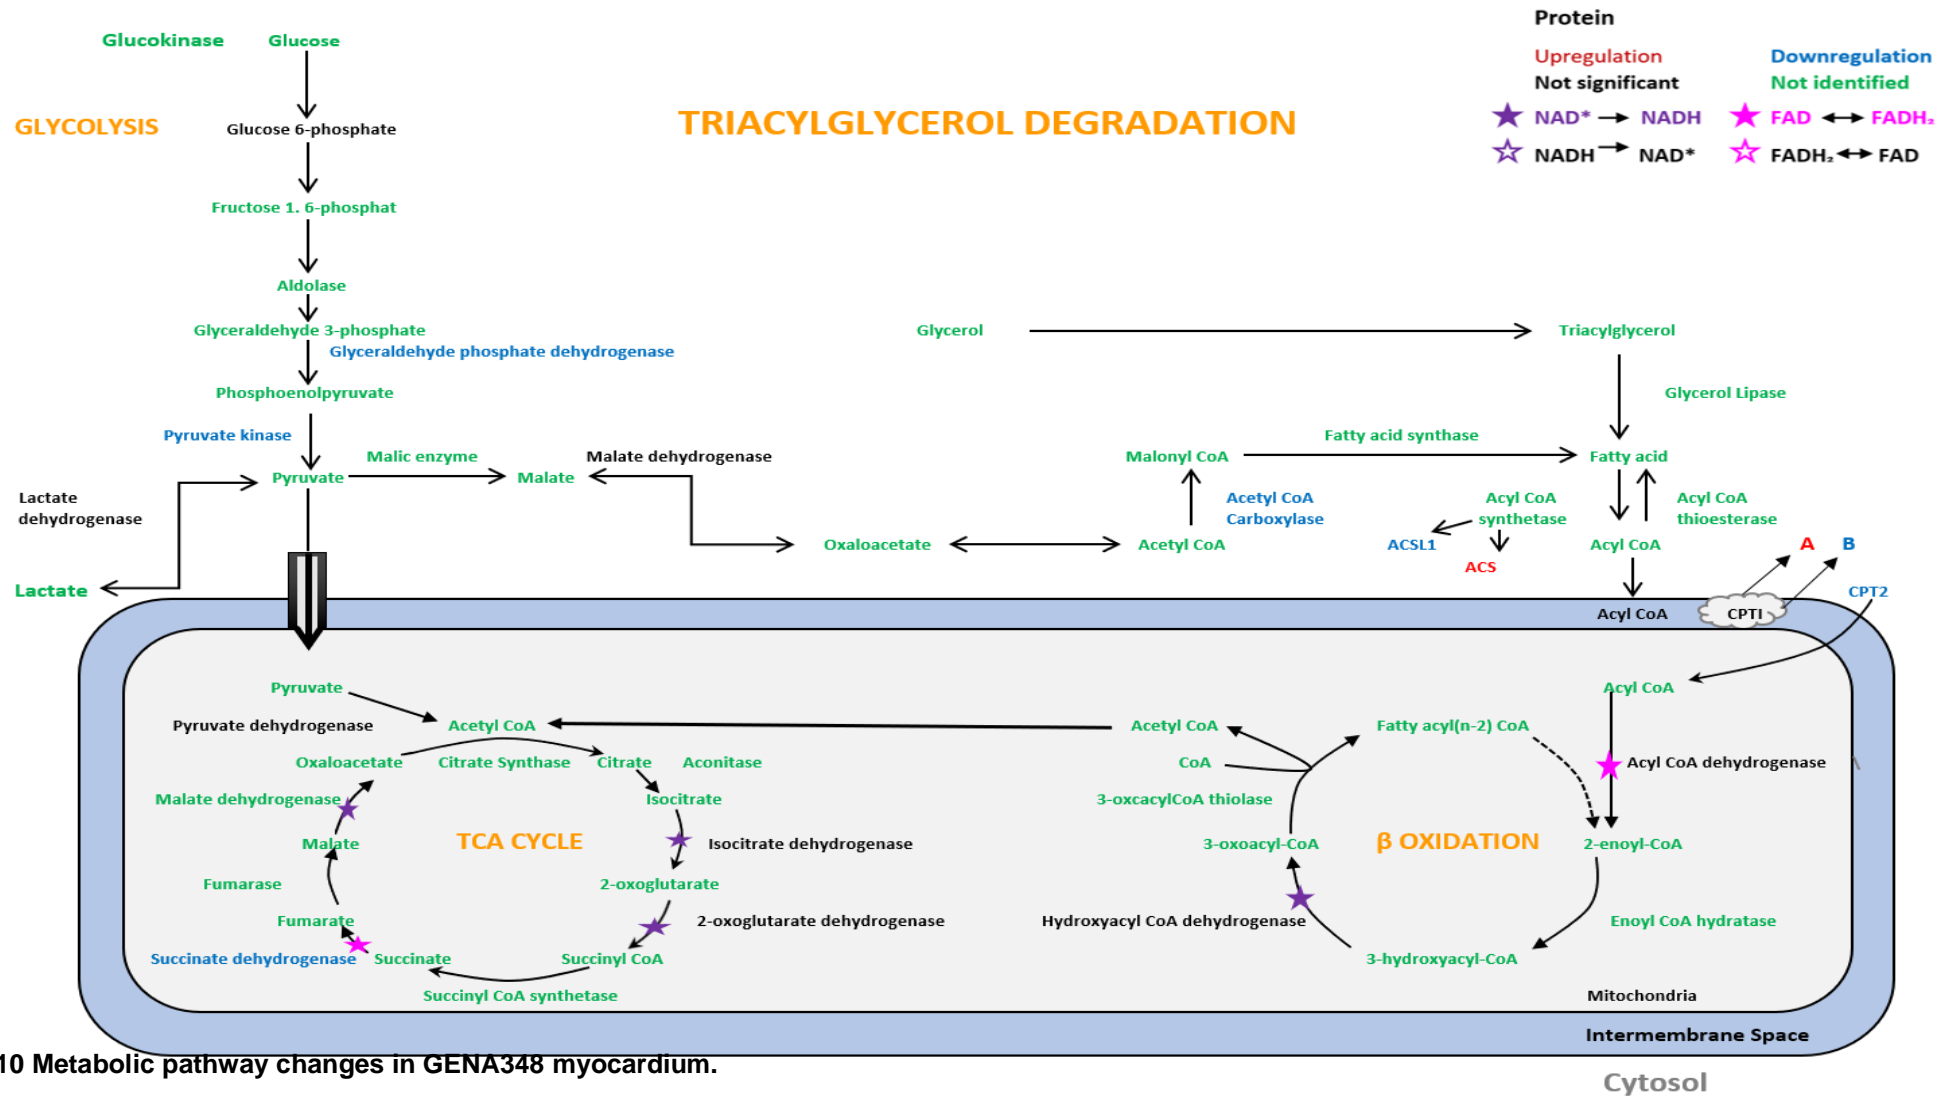 Protein
Upregulation
Downregulation
Not significant
Not identified
NAD* NADH
FAD FADH₂
NADH NAD*
FADH₂ FAD
Glucokinase
Glucose
GLYCOLYSIS
Glucose 6-phosphate
TRIACYLGLYCEROL DEGRADATION
Fructose 1. 6-phosphat
Aldolase
Glyceraldehyde 3-phosphate
Glyceraldehyde phosphate dehydrogenase
Phosphoenolpyruvate
Pyruvate kinase
Pyruvate
Malic enzyme
Malate
Malate dehydrogenase
Lactate
dehydrogenase
Lactate
Oxaloacetate
Acetyl CoA
Acetyl CoA
Carboxylase
Malonyl CoA
Fatty acid synthase
Glycerol
Triacylglycerol
Glycerol Lipase
Fatty acid
Acyl CoA
synthetase
Acyl CoA
thioesterase
ACSL1
ACS
Acyl CoA
A
B
CPT2
Acyl CoA
CPTI
Pyruvate
Pyruvate dehydrogenase
Acetyl CoA
Oxaloacetate
Citrate Synthase
Citrate
Aconitase
Malate dehydrogenase
Isocitrate
Malate
TCA CYCLE
Isocitrate dehydrogenase
Fumarase
2-oxoglutarate
Fumarate
2-oxoglutarate dehydrogenase
Succinate dehydrogenase
Succinate
Succinyl CoA
Succinyl CoA synthetase
Acetyl CoA
Fatty acyl(n-2) CoA
Acyl CoA
CoA
Acyl CoA dehydrogenase
3-oxcacylCoA thiolase
3-oxoacyl-CoA
β OXIDATION
2-enoyl-CoA
Hydroxyacyl CoA dehydrogenase
Enoyl CoA hydratase
3-hydroxyacyl-CoA
Mitochondria
Intermembrane Space
10 Metabolic pathway changes in GENA348 myocardium.
Cytosol